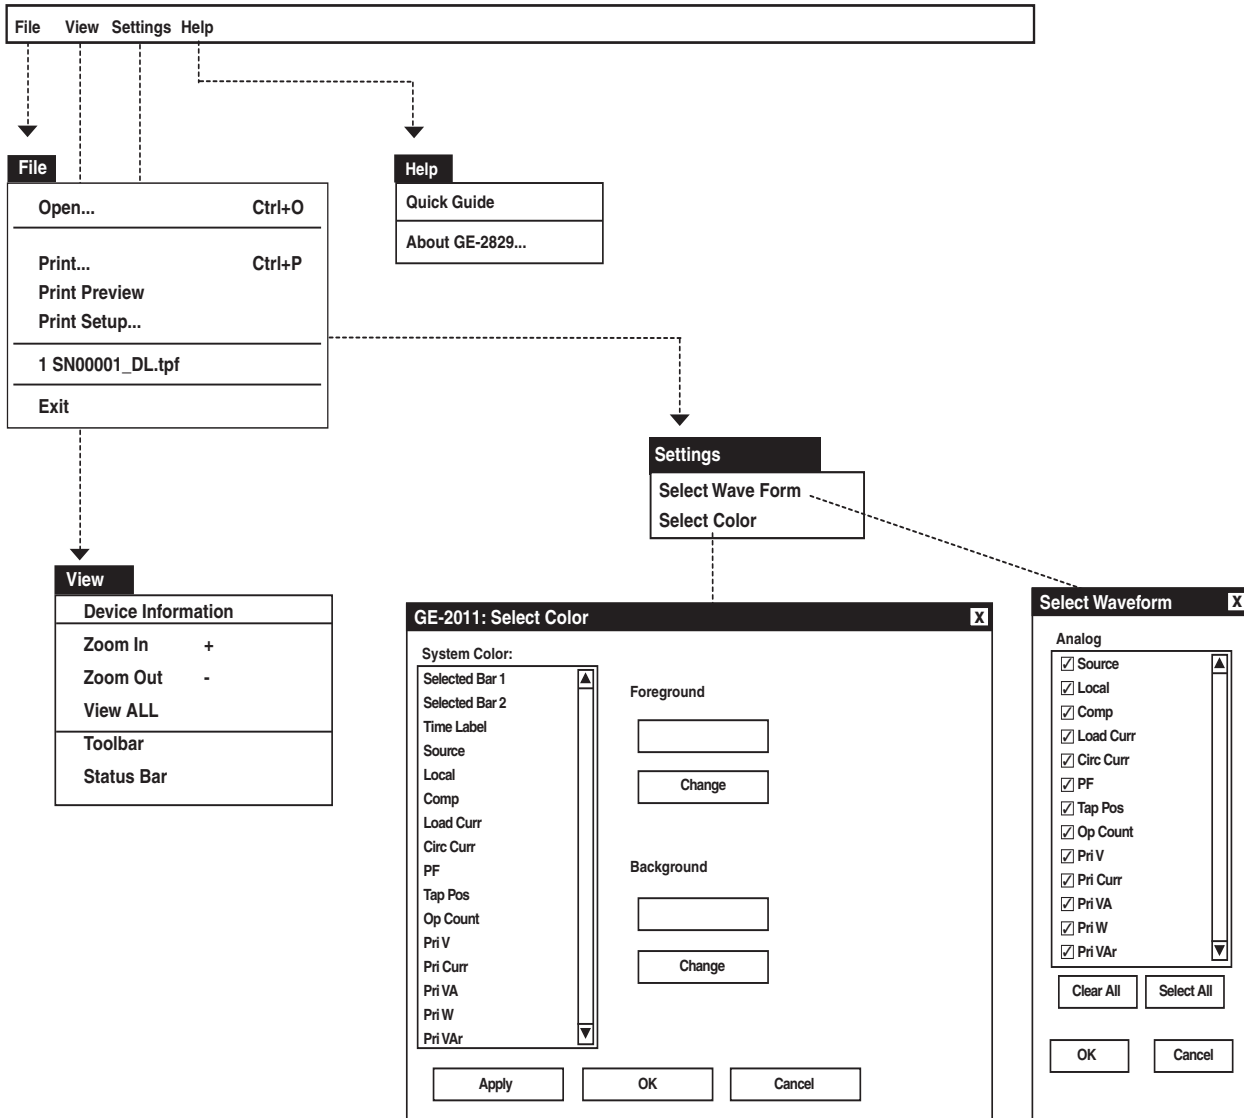 File View Settings Help
File
Open... Ctrl+O
Print... Ctrl+P
Print Preview
Print Setup...
1 SN00001_DL.tpf
Exit
Help
Quick Guide
About GE-2829...
Settings
Select Wave Form
Select Color
View
Device Information
Zoom In +
Zoom Out -
View ALL
Toolbar
Status Bar
GE-2011: Select Color X
System Color:
Selected Bar 1
Selected Bar 2
Time Label
Source
Local
Comp
Load Curr
Circ Curr
PF
Tap Pos
Op Count
Pri V
Pri Curr
Pri VA
Pri W
Pri VAr
Foreground
Change
Background
Change
Apply OK Cancel
Select Waveform X
Analog
Source
Local
Comp
Load Curr
Circ Curr
PF
Tap Pos
Op Count
Pri V
Pri Curr
Pri VA
Pri W
Pri VAr
Clear All Select All
OK Cancel